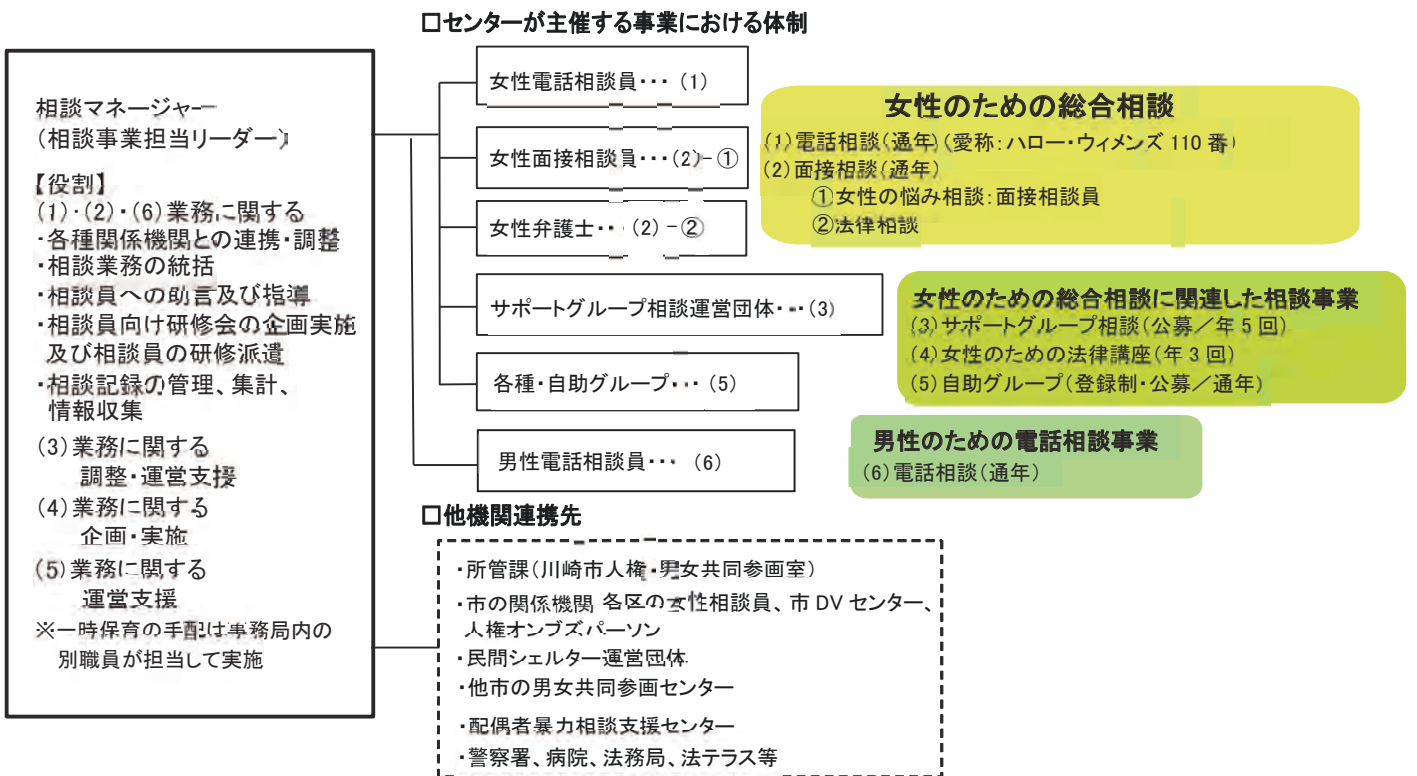 □センターが主催する事業における体制
相談マネージャー
(相談事業担当リーダー)
【役割】
(1)・(2)・(6)業務に関する
・各種関係機関との連携・調整
・相談業務の統括
・相談員への助言及び指導
・相談員向け研修会の企画実施
及び相談員の研修派遣
・相談記録の管理、集計、
情報収集
(3)業務に関する
調整・運営支援
(4)業務に関する
企画・実施
(5)業務に関する
運営支援
※一時保育の手配は事務局内の
別職員が担当して実施
女性電話相談員・・・ (1)
女性面接相談員・・・(2)-①
女性弁護士・・・(2)-②
サポートグループ相談運営団体・・・(3)
各種・自助グループ・・・ (5)
男性電話相談員・・・ (6)
女性のための総合相談
(1)電話相談(通年)(愛称:ハロー・ウィメンズ 110 番)
(2)面接相談(通年)
①女性の悩み相談:面接相談員
②法律相談
女性のための総合相談に関連した相談事業
(3)サポートグループ相談(公募/年 5 回)
(4)女性のための法律講座(年 3 回)
(5)自助グループ(登録制・公募/通年)
男性のための電話相談事業
(6)電話相談(通年)
□他機関連携先
・所管課(川崎市人権・男女共同参画室)
・市の関係機関 各区の女性相談員、市 DV センター、
人権オンブズパーソン
・民間シェルター運営団体
・他市の男女共同参画センター
・配偶者暴力相談支援センター
・警察署、病院、法務局、法テラス等